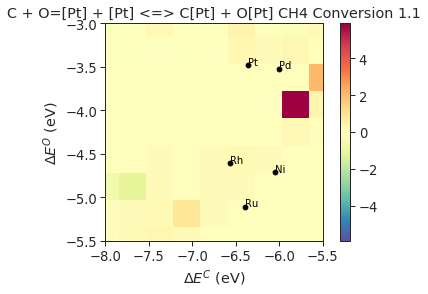 C + O=[Pt] + [Pt] <=> C[Pt] + O[Pt] CH4 Conversion 1.1
−3.0
−3.5
−4.0
−4.5
−5.0
−5.5
ΔE^O (eV)
Pt
Pd
Rh
Ni
Ru
−8.0 −7.5 −7.0 −6.5 −6.0 −5.5
ΔE^C (eV)
4
2
0
−2
−4